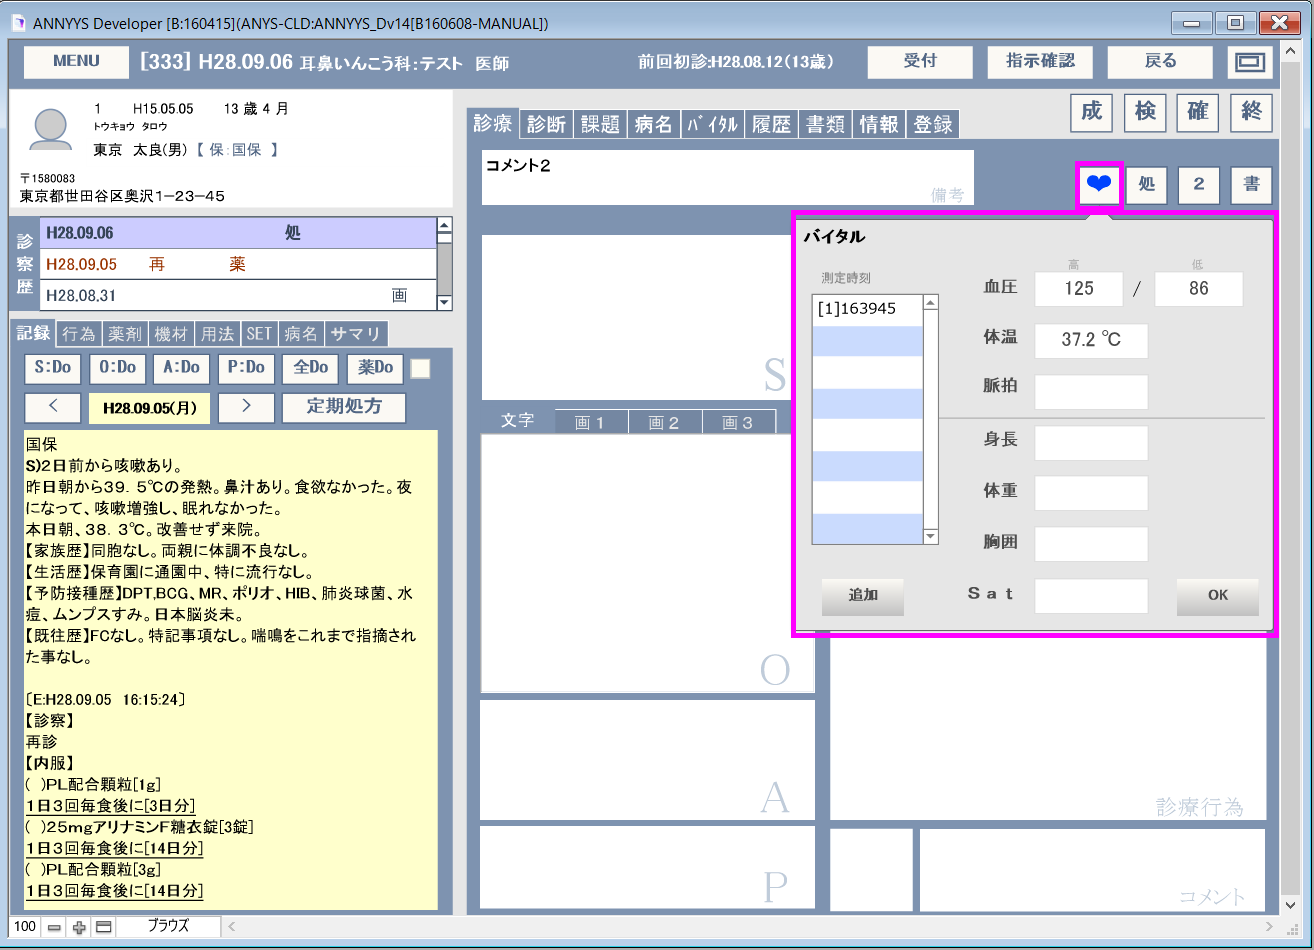 ANNYYS Developer [B:160415](ANYS-CLD:ANNYYS_Dv14[B160608-MANUAL])
MENU
[333] H28.09.06 耳鼻いんこう科:テスト 医師
前回初診:H28.08.12(13歳)
受付
指示確認
戻る
1 H15.05.05 13 歳 4 月
トウキョウ タロウ
東京 太良(男)【 保:国保 】
〒1580083
東京都世田谷区奥沢1-23-45
診療
診断
課題
病名
バイタル
履歴
書類
情報
登録
成
検
確
終
コメント2
備考
処
2
書
診察歴
H28.09.06 処
H28.09.05 再 薬
H28.08.31 画
記録
行為
薬剤
機材
用法
SET
病名
サマリ
S:Do
O:Do
A:Do
P:Do
全Do
薬Do
<
H28.09.05(月)
>
定期処方
国保
S)2日前から咳嗽あり。
昨日朝から39．5℃の発熱。鼻汁あり。食欲なかった。夜
になって、咳嗽増強し、眠れなかった。
本日朝、38．3℃。改善せず来院。
【家族歴】同胞なし。両親に体調不良なし。
【生活歴】保育園に通園中、特に流行なし。
【予防接種歴】DPT,BCG、MR、ポリオ、HIB、肺炎球菌、水
痘、ムンプスすみ。日本脳炎未。
【既往歴】FCなし。特記事項なし。喘鳴をこれまで指摘され
た事なし。
〔E:H28.09.05 16:15:24〕
【診察】
再診
【内服】
( )PL配合顆粒[1g]
1日3回毎食後に[3日分]
( )25mgアリナミンF糖衣錠[3錠]
1日3回毎食後に[14日分]
( )PL配合顆粒[3g]
1日3回毎食後に[14日分]
S
文字
画1
画2
画3
O
A
P
バイタル
測定時刻
[1]163945
高
低
血圧 125 / 86
体温 37.2 ℃
脈拍
身長
体重
胸囲
Sat
追加
OK
診療行為
コメント
100
ブラウズ